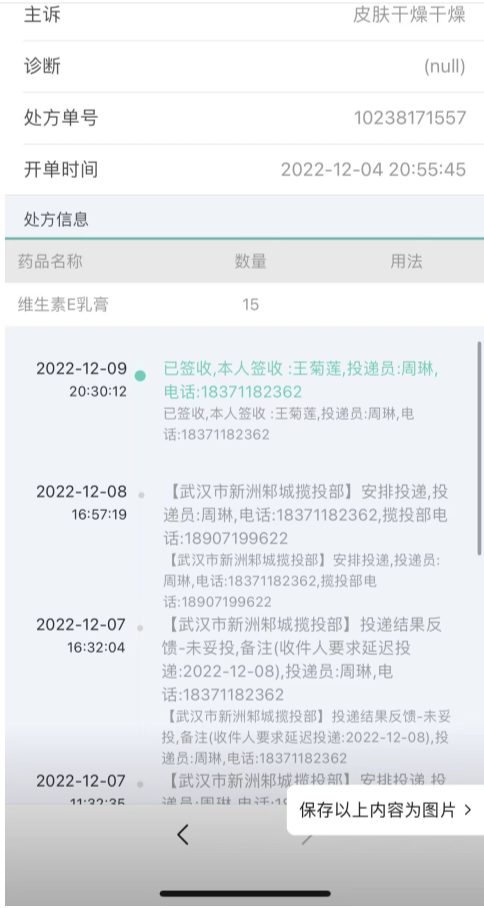 主诉 皮肤干燥干燥
诊断 (null)
处方单号 10238171557
开单时间 2022-12-04 20:55:45
处方信息
药品名称 数量 用法
维生素E乳膏 15
2022-12-09 已签收,本人签收 :王菊莲,投递员:周琳,
20:30:12 电话:18371182362
已签收,本人签收 :王菊莲,投递员:周琳,电
话:18371182362
2022-12-08 【武汉市新洲邾城揽投部】安排投递,投
16:57:19 递员:周琳,电话:18371182362,揽投部电
话:18907199622
【武汉市新洲邾城揽投部】安排投递,投递员:
周琳,电话:18371182362,揽投部电
话:18907199622
2022-12-07 【武汉市新洲邾城揽投部】投递结果反
16:32:04 馈-未妥投,备注(收件人要求延迟投
递:2022-12-08),投递员:周琳,电
话:18371182362
【武汉市新洲邾城揽投部】投递结果反馈-未妥
投,备注(收件人要求延迟投递:2022-12-08),投
递员:周琳,电话:18371182362
2022-12-07 【武汉市新洲邾城揽投部】安排投递,投
11:32:35 递员:周琳,电话:18
保存以上内容为图片